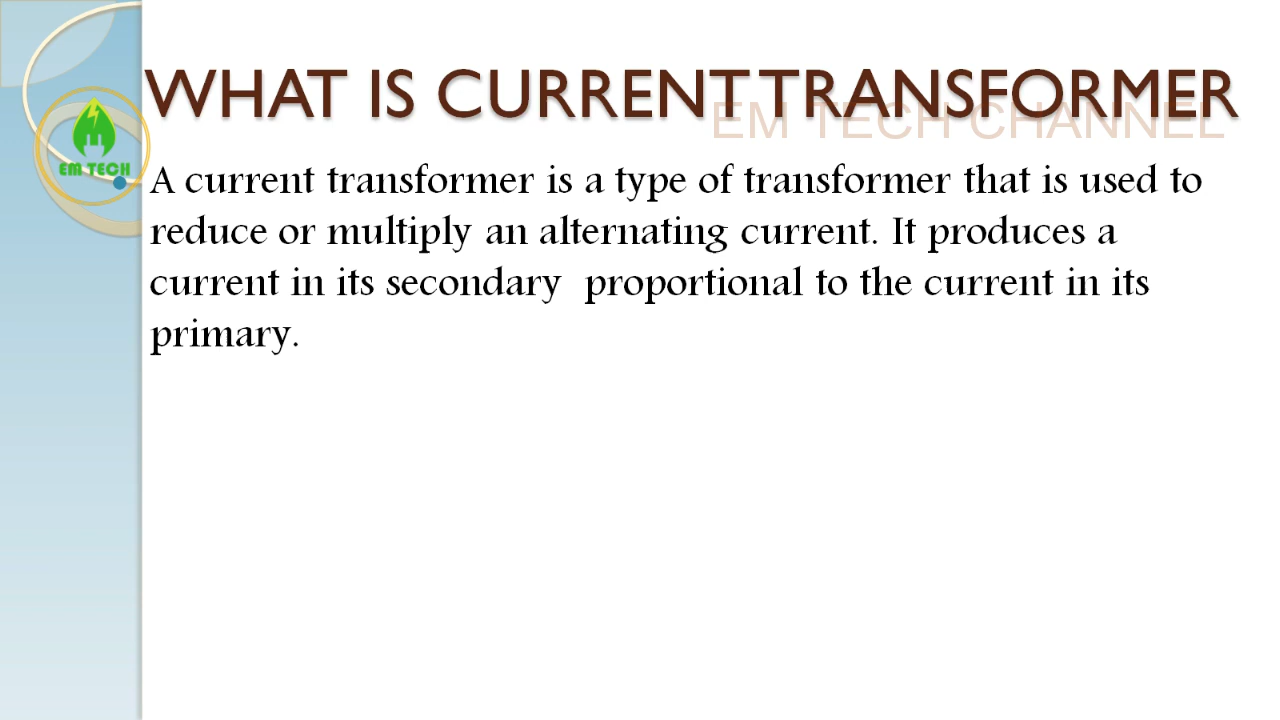 WHAT IS CURRENT TRANSFORMER
EM TECH CHANNEL
EM TECH
A current transformer is a type of transformer that is used to
reduce or multiply an alternating current. It produces a
current in its secondary  proportional to the current in its
primary.